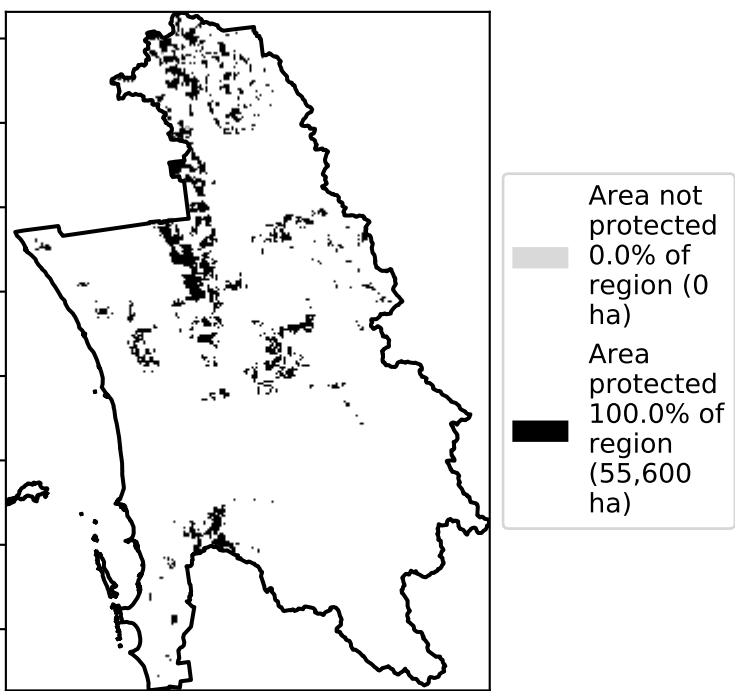 Area not
protected
0.0% of
region (0
ha)
Area
protected
100.0% of
region
(55,600
ha)